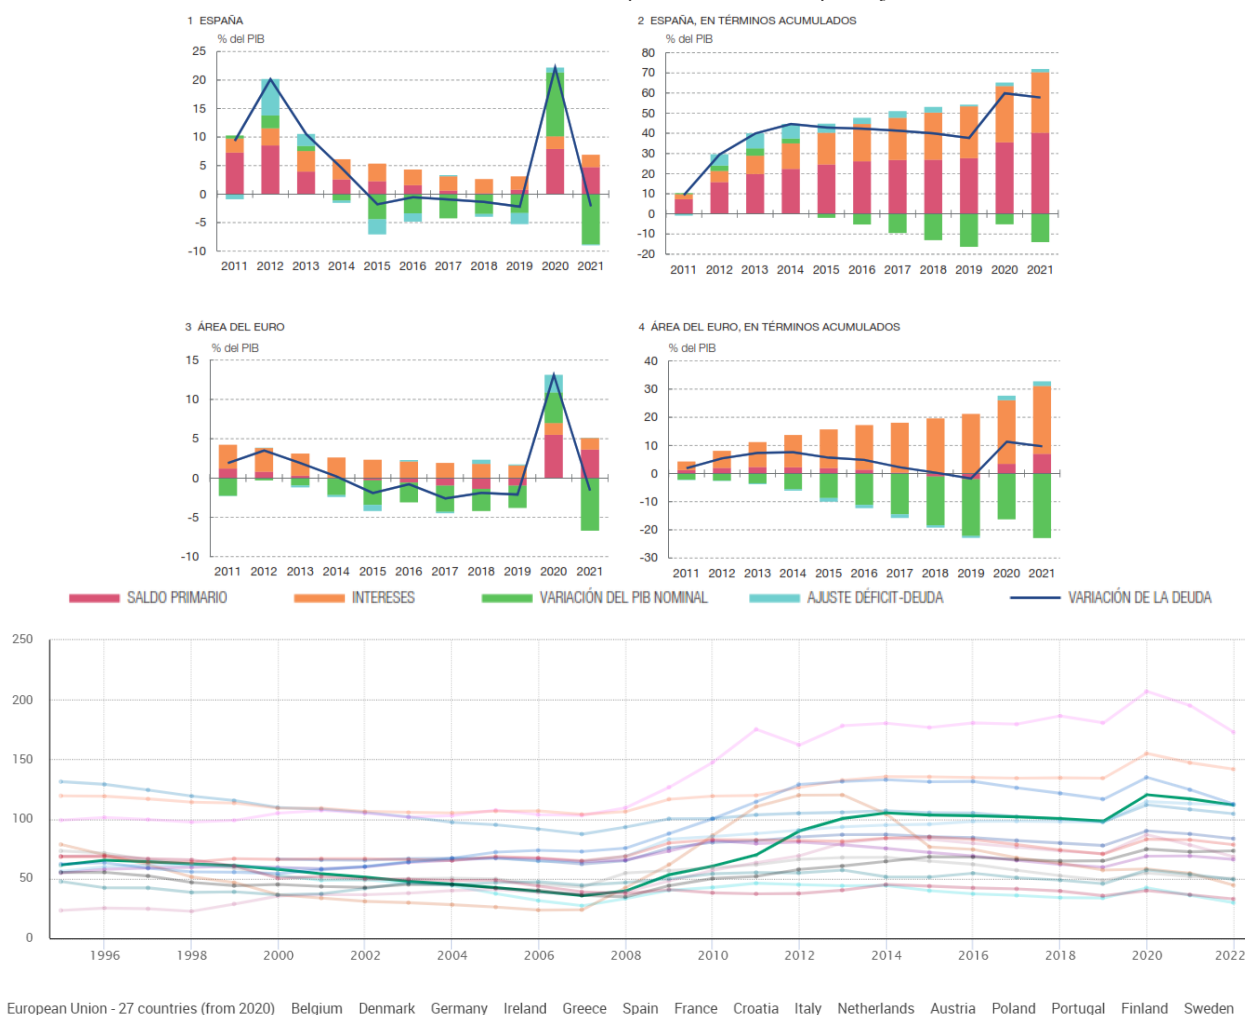 1 ESPAÑA
% del PIB
25
20
15
10
5
0
-5
-10
2011 2012 2013 2014 2015 2016 2017 2018 2019 2020 2021
2 ESPAÑA, EN TÉRMINOS ACUMULADOS
% del PIB
80
70
60
50
40
30
20
10
0
-10
-20
2011 2012 2013 2014 2015 2016 2017 2018 2019 2020 2021
3 ÁREA DEL EURO
% del PIB
15
10
5
0
-5
-10
2011 2012 2013 2014 2015 2016 2017 2018 2019 2020 2021
4 ÁREA DEL EURO, EN TÉRMINOS ACUMULADOS
% del PIB
40
30
20
10
0
-10
-20
-30
2011 2012 2013 2014 2015 2016 2017 2018 2019 2020 2021
SALDO PRIMARIO INTERESES VARIACIÓN DEL PIB NOMINAL AJUSTE DÉFICIT-DEUDA VARIACIÓN DE LA DEUDA
250
200
150
100
50
0
1996 1998 2000 2002 2004 2006 2008 2010 2012 2014 2016 2018 2020 2022
European Union - 27 countries (from 2020) Belgium Denmark Germany Ireland Greece Spain France Croatia Italy Netherlands Austria Poland Portugal Finland Sweden